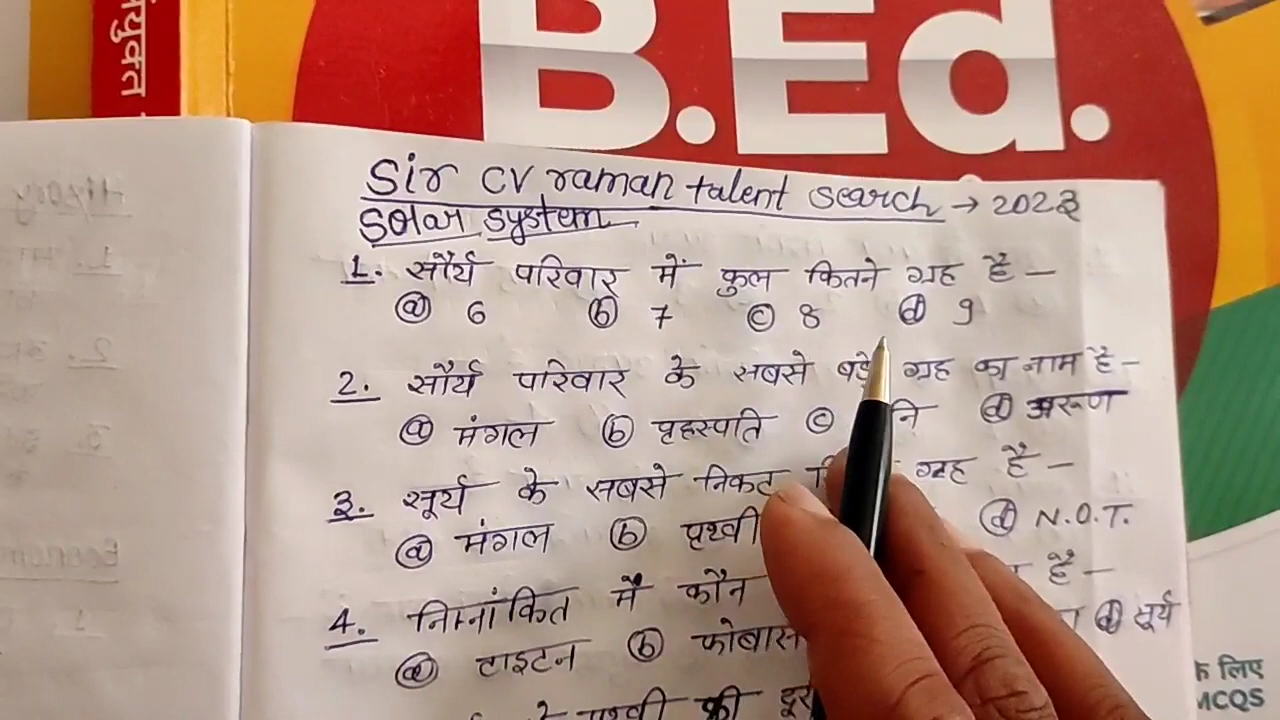 B.Ed.
Sir CV raman talent search → 2023
Solar system
1. सौर्य परिवार में कुल कितने ग्रह है –
ⓐ 6 ⓑ 7 ⓒ 8 ⓓ 9
2. सौर्य परिवार के सबसे बड़े ग्रह का नाम है –
ⓐ मंगल ⓑ वृहस्पति ⓒ नि ⓓ अरूण
3. सूर्य के सबसे निकट ग्रह है –
ⓐ मंगल ⓑ पृथ्वी ⓓ N.O.T.
4. निम्नांकित में कौन है –
ⓐ टाइटन ⓑ फोबास ⓓ सूर्य
पृथ्वी की
के लिए
MCQS